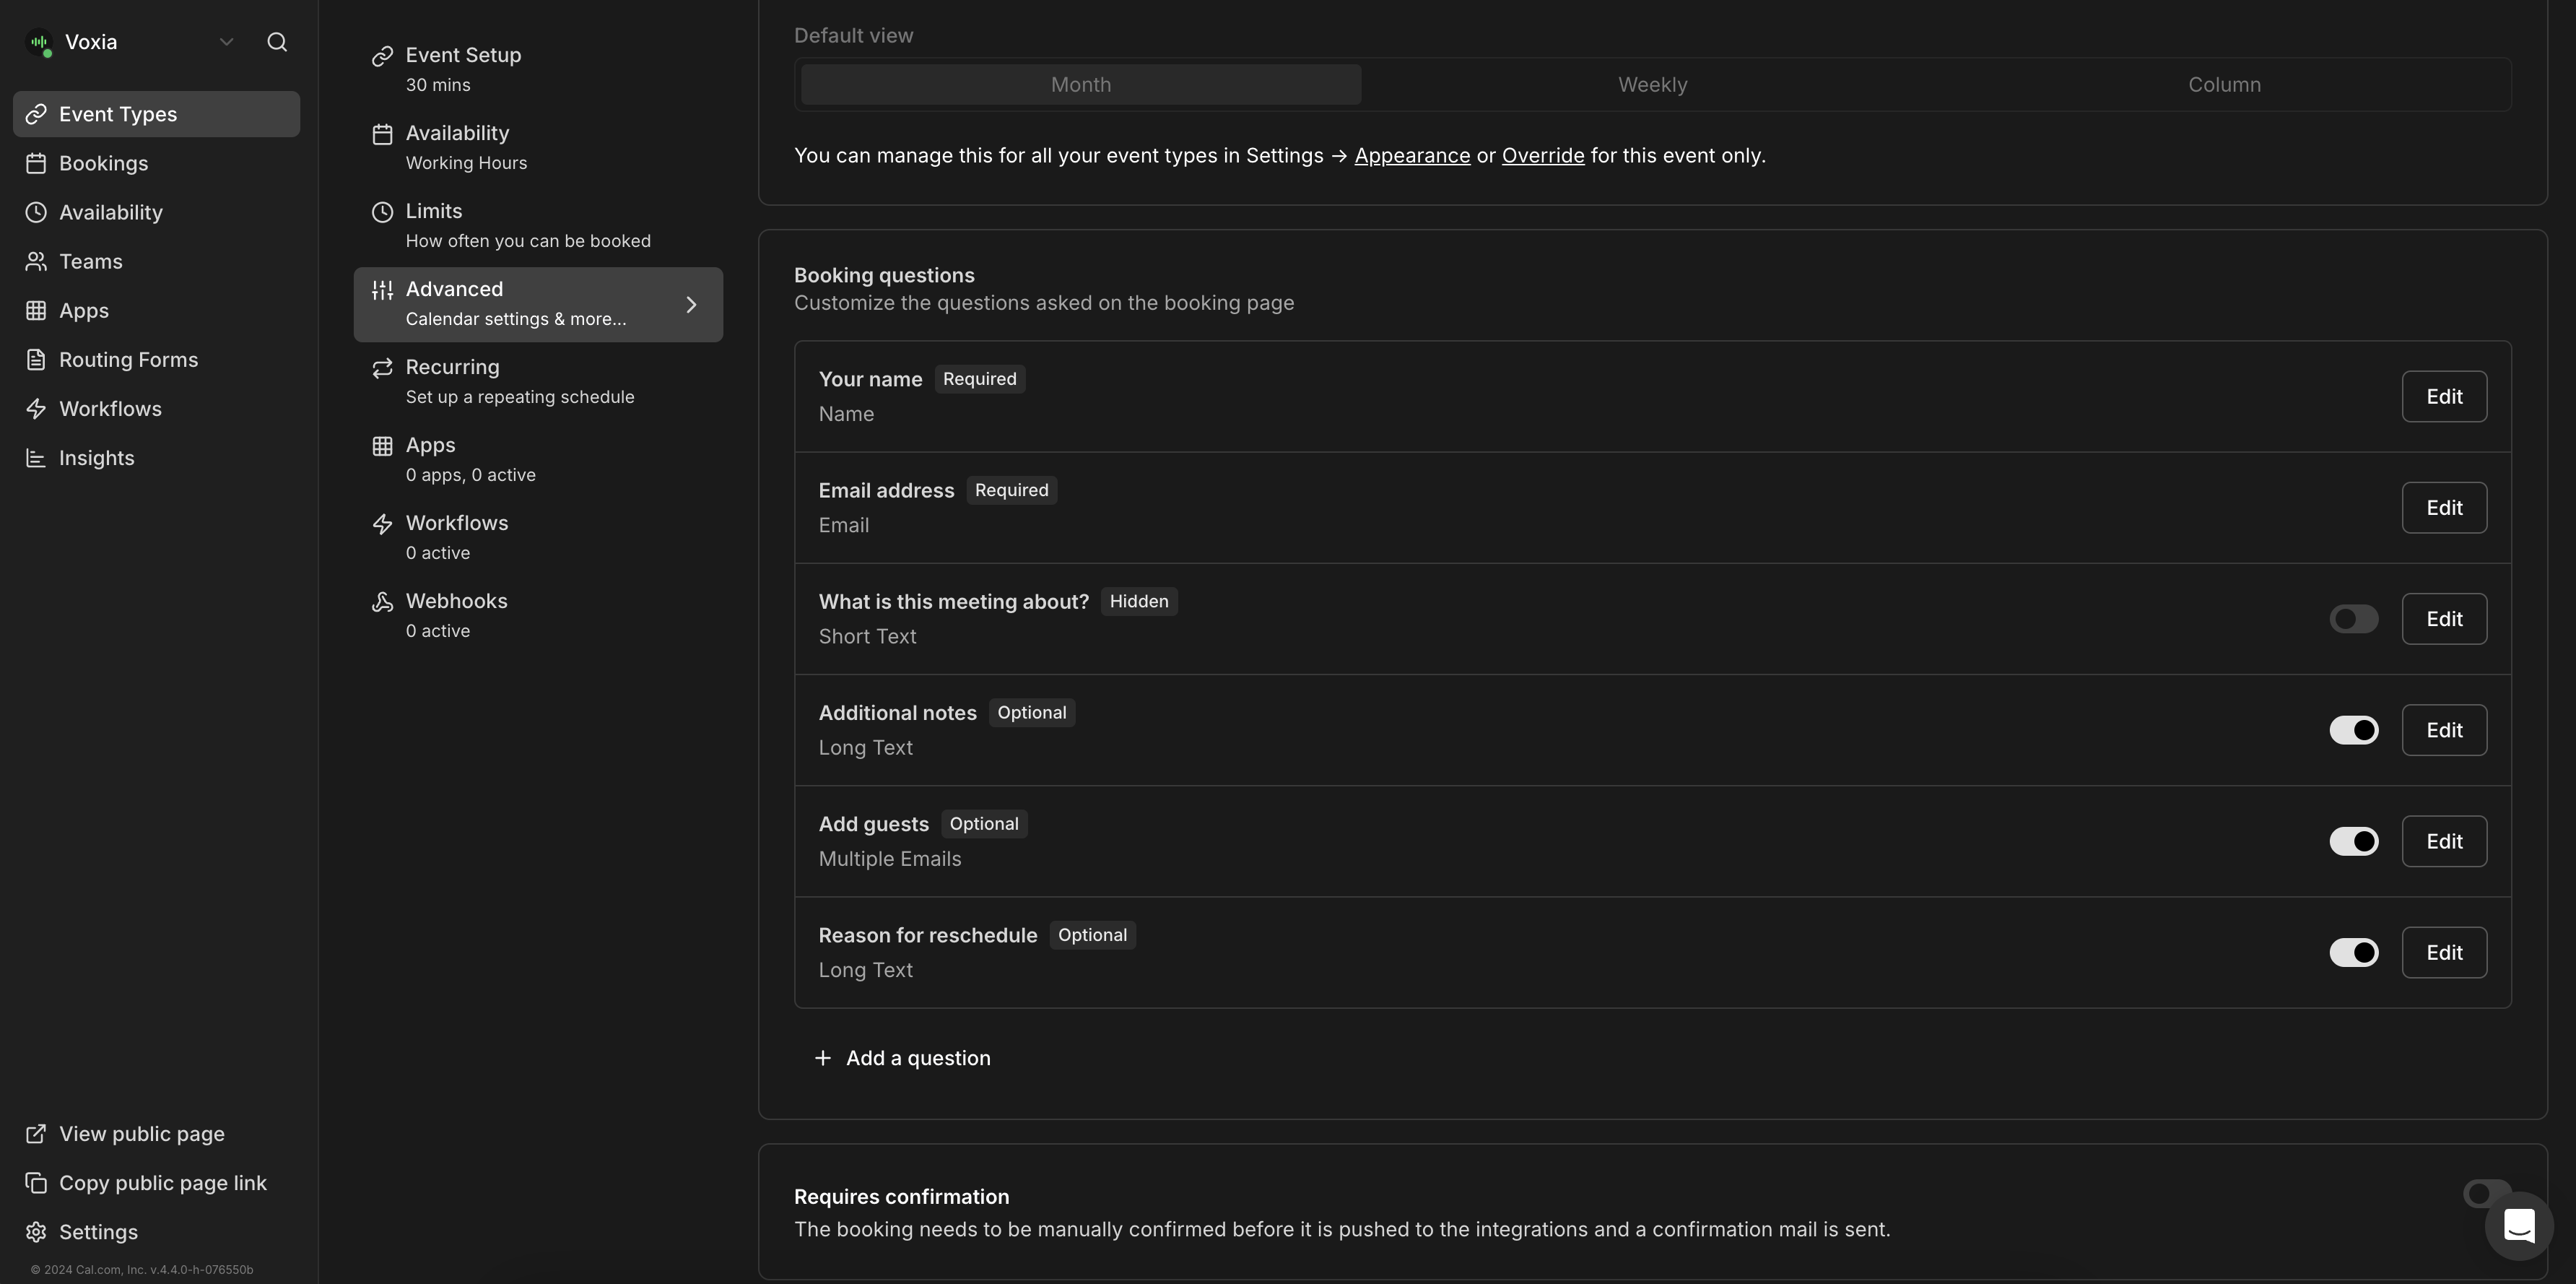 Voxia
Event Types
Bookings
Availability
Teams
Apps
Routing Forms
Workflows
Insights
View public page
Copy public page link
Settings
© 2024 Cal.com, Inc. v.4.4.0-h-076550b
Event Setup
30 mins
Availability
Working Hours
Limits
How often you can be booked
Advanced
Calendar settings & more...
Recurring
Set up a repeating schedule
Apps
0 apps, 0 active
Workflows
0 active
Webhooks
0 active
Default view
Month Weekly Column
You can manage this for all your event types in Settings → Appearance or Override for this event only.
Booking questions
Customize the questions asked on the booking page
Your name Required
Name
Edit
Email address Required
Email
Edit
What is this meeting about? Hidden
Short Text
Edit
Additional notes Optional
Long Text
Edit
Add guests Optional
Multiple Emails
Edit
Reason for reschedule Optional
Long Text
Edit
+ Add a question
Requires confirmation
The booking needs to be manually confirmed before it is pushed to the integrations and a confirmation mail is sent.